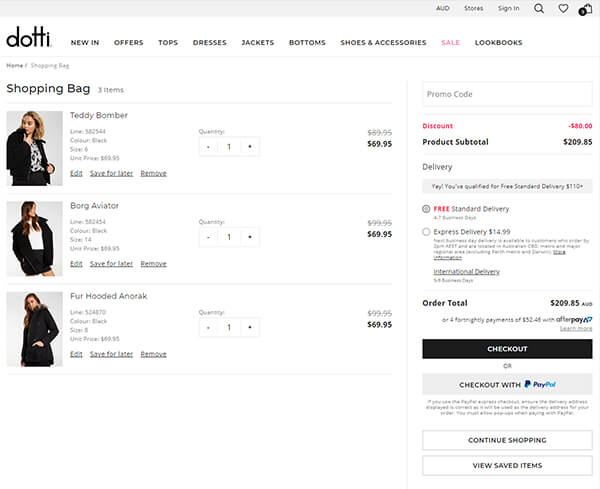 AUD Stores Sign In 3
dotti
NEW IN OFFERS TOPS DRESSES JACKETS BOTTOMS SHOES & ACCESSORIES SALE LOOKBOOKS
Home / Shopping Bag
Shopping Bag 3 Items
Teddy Bomber
Line: 582544
Colour: Black
Size: 6
Unit Price: $69.95
Edit Save for later Remove
Quantity:
- 1 +
$89.95
$69.95
Borg Aviator
Line: 582454
Colour: Black
Size: 14
Unit Price: $69.95
Edit Save for later Remove
Quantity:
- 1 +
$99.95
$69.95
Fur Hooded Anorak
Line: 524870
Colour: Black
Size: 8
Unit Price: $69.95
Edit Save for later Remove
Quantity:
- 1 +
$99.95
$69.95
Promo Code
Discount -$80.00
Product Subtotal $209.85
Delivery
Yey! You've qualified for Free Standard Delivery $110+
FREE Standard Delivery
4-7 Business Days
Express Delivery $14.99
Next business day delivery is available to customers who order by
2pm AEST and are located in Australian CBD, metro and major
regional area (excluding Perth metro and Darwin). More
Information
International Delivery
5-8 Business Days
Order Total $209.85 AUD
or 4 fortnightly payments of $52.46 with afterpay
Learn more
CHECKOUT
OR
CHECKOUT WITH PayPal
If you use the PayPal express checkout, ensure the delivery address
displayed is correct as it will be used as the delivery address for your
order. You must allow pop-ups when paying with PayPal.
CONTINUE SHOPPING
VIEW SAVED ITEMS